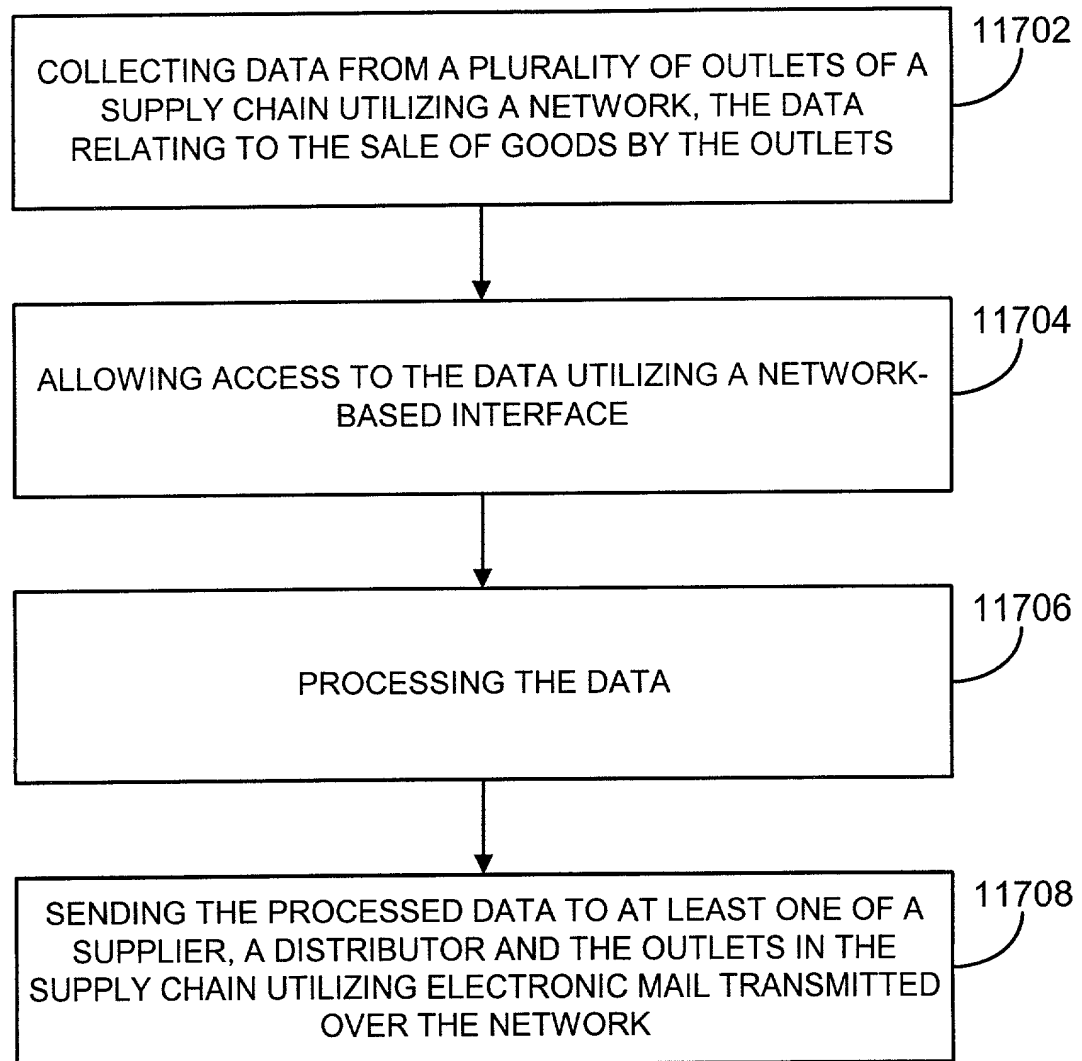 11702
COLLECTING DATA FROM A PLURALITY OF OUTLETS OF A
SUPPLY CHAIN UTILIZING A NETWORK, THE DATA
RELATING TO THE SALE OF GOODS BY THE OUTLETS
11704
ALLOWING ACCESS TO THE DATA UTILIZING A NETWORK-
BASED INTERFACE
11706
PROCESSING THE DATA
11708
SENDING THE PROCESSED DATA TO AT LEAST ONE OF A
SUPPLIER, A DISTRIBUTOR AND THE OUTLETS IN THE
SUPPLY CHAIN UTILIZING ELECTRONIC MAIL TRANSMITTED
OVER THE NETWORK